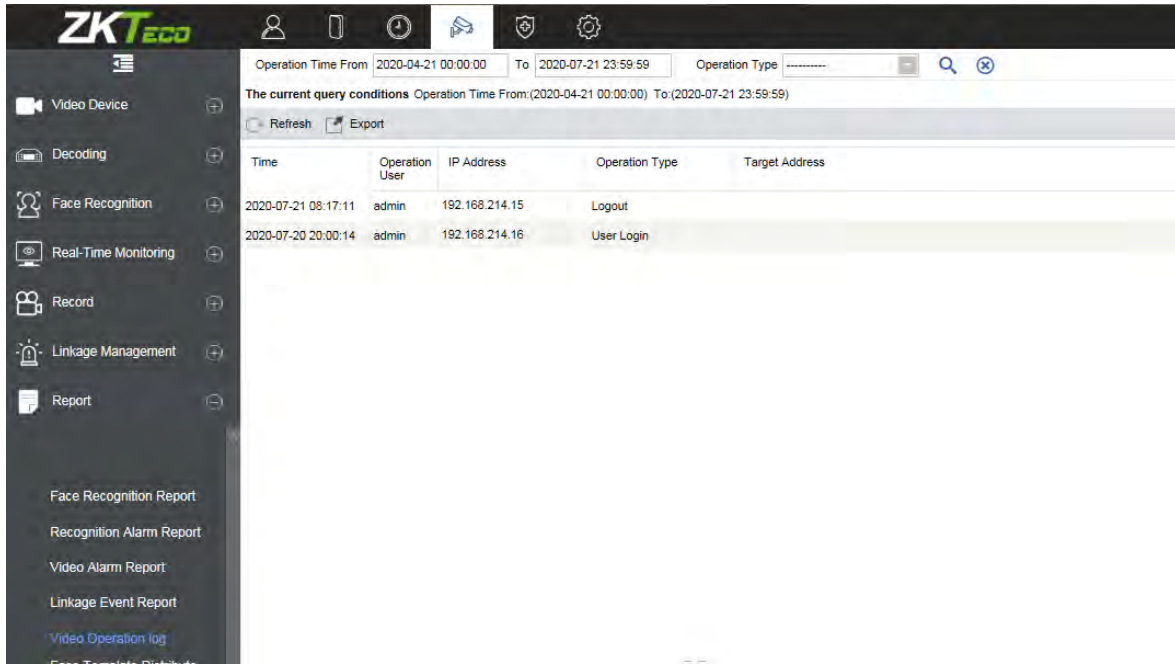 ZKTECO
Operation Time From 2020-04-21 00:00:00 To 2020-07-21 23:59:59 Operation Type ----------
The current query conditions Operation Time From:(2020-04-21 00:00:00) To:(2020-07-21 23:59:59)
Refresh Export
Time Operation User IP Address Operation Type Target Address
2020-07-21 08:17:11 admin 192.168.214.15 Logout
2020-07-20 20:00:14 admin 192.168.214.16 User Login
Video Device
Decoding
Face Recognition
Real-Time Monitoring
Record
Linkage Management
Report
Face Recognition Report
Recognition Alarm Report
Video Alarm Report
Linkage Event Report
Video Operation log
Face Template Distribute